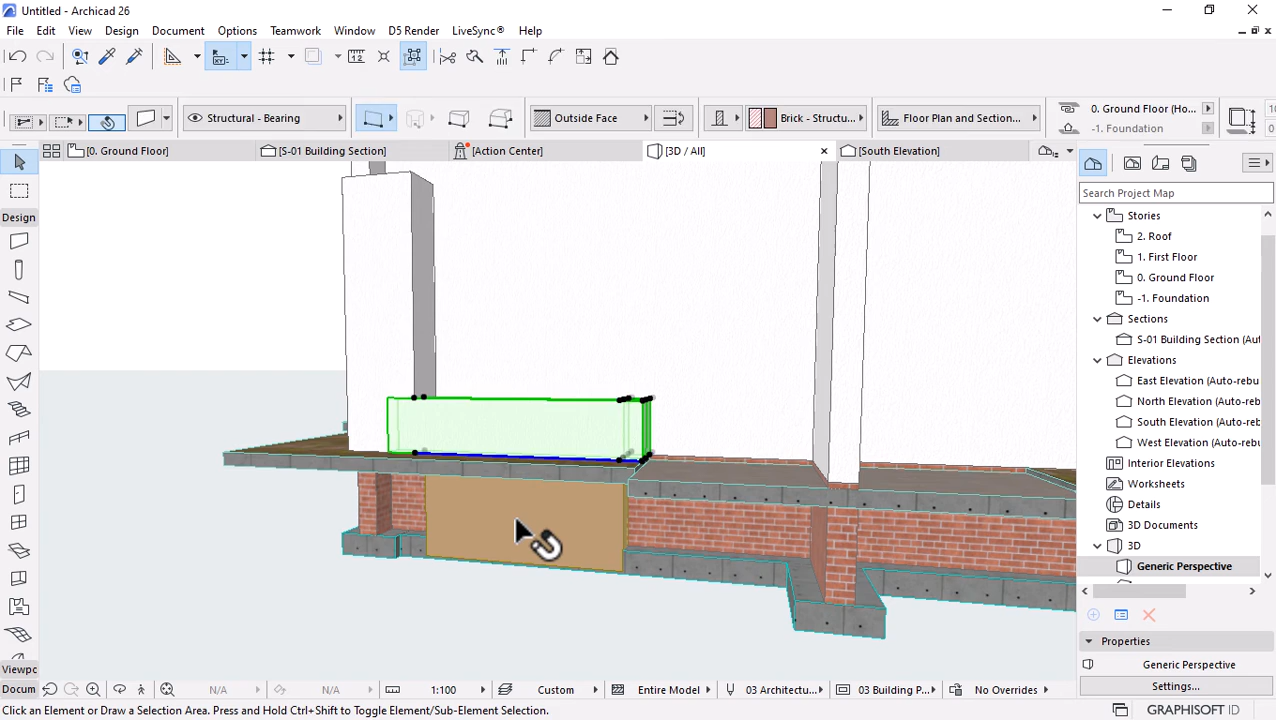 Untitled - Archicad 26
File Edit View Design Document Options Teamwork Window D5 Render LiveSync® Help
Structural - Bearing
Outside Face
Brick - Structu...
Floor Plan and Section...
0. Ground Floor (Ho...
-1. Foundation
[0. Ground Floor]
[S-01 Building Section]
[Action Center]
[3D / All]
[South Elevation]
Search Project Map
Design
Stories
2. Roof
1. First Floor
0. Ground Floor
-1. Foundation
Sections
S-01 Building Section (Aut
Elevations
East Elevation (Auto-rebu
North Elevation (Auto-reb
South Elevation (Auto-reb
West Elevation (Auto-reb
Interior Elevations
Worksheets
Details
3D Documents
3D
Generic Perspective
Properties
Generic Perspective
Settings...
Viewpc
Docum
N/A
N/A
1:100
Custom
Entire Model
03 Architectu...
03 Building P...
No Overrides
Click an Element or Draw a Selection Area. Press and Hold Ctrl+Shift to Toggle Element/Sub-Element Selection.
GRAPHISOFT ID